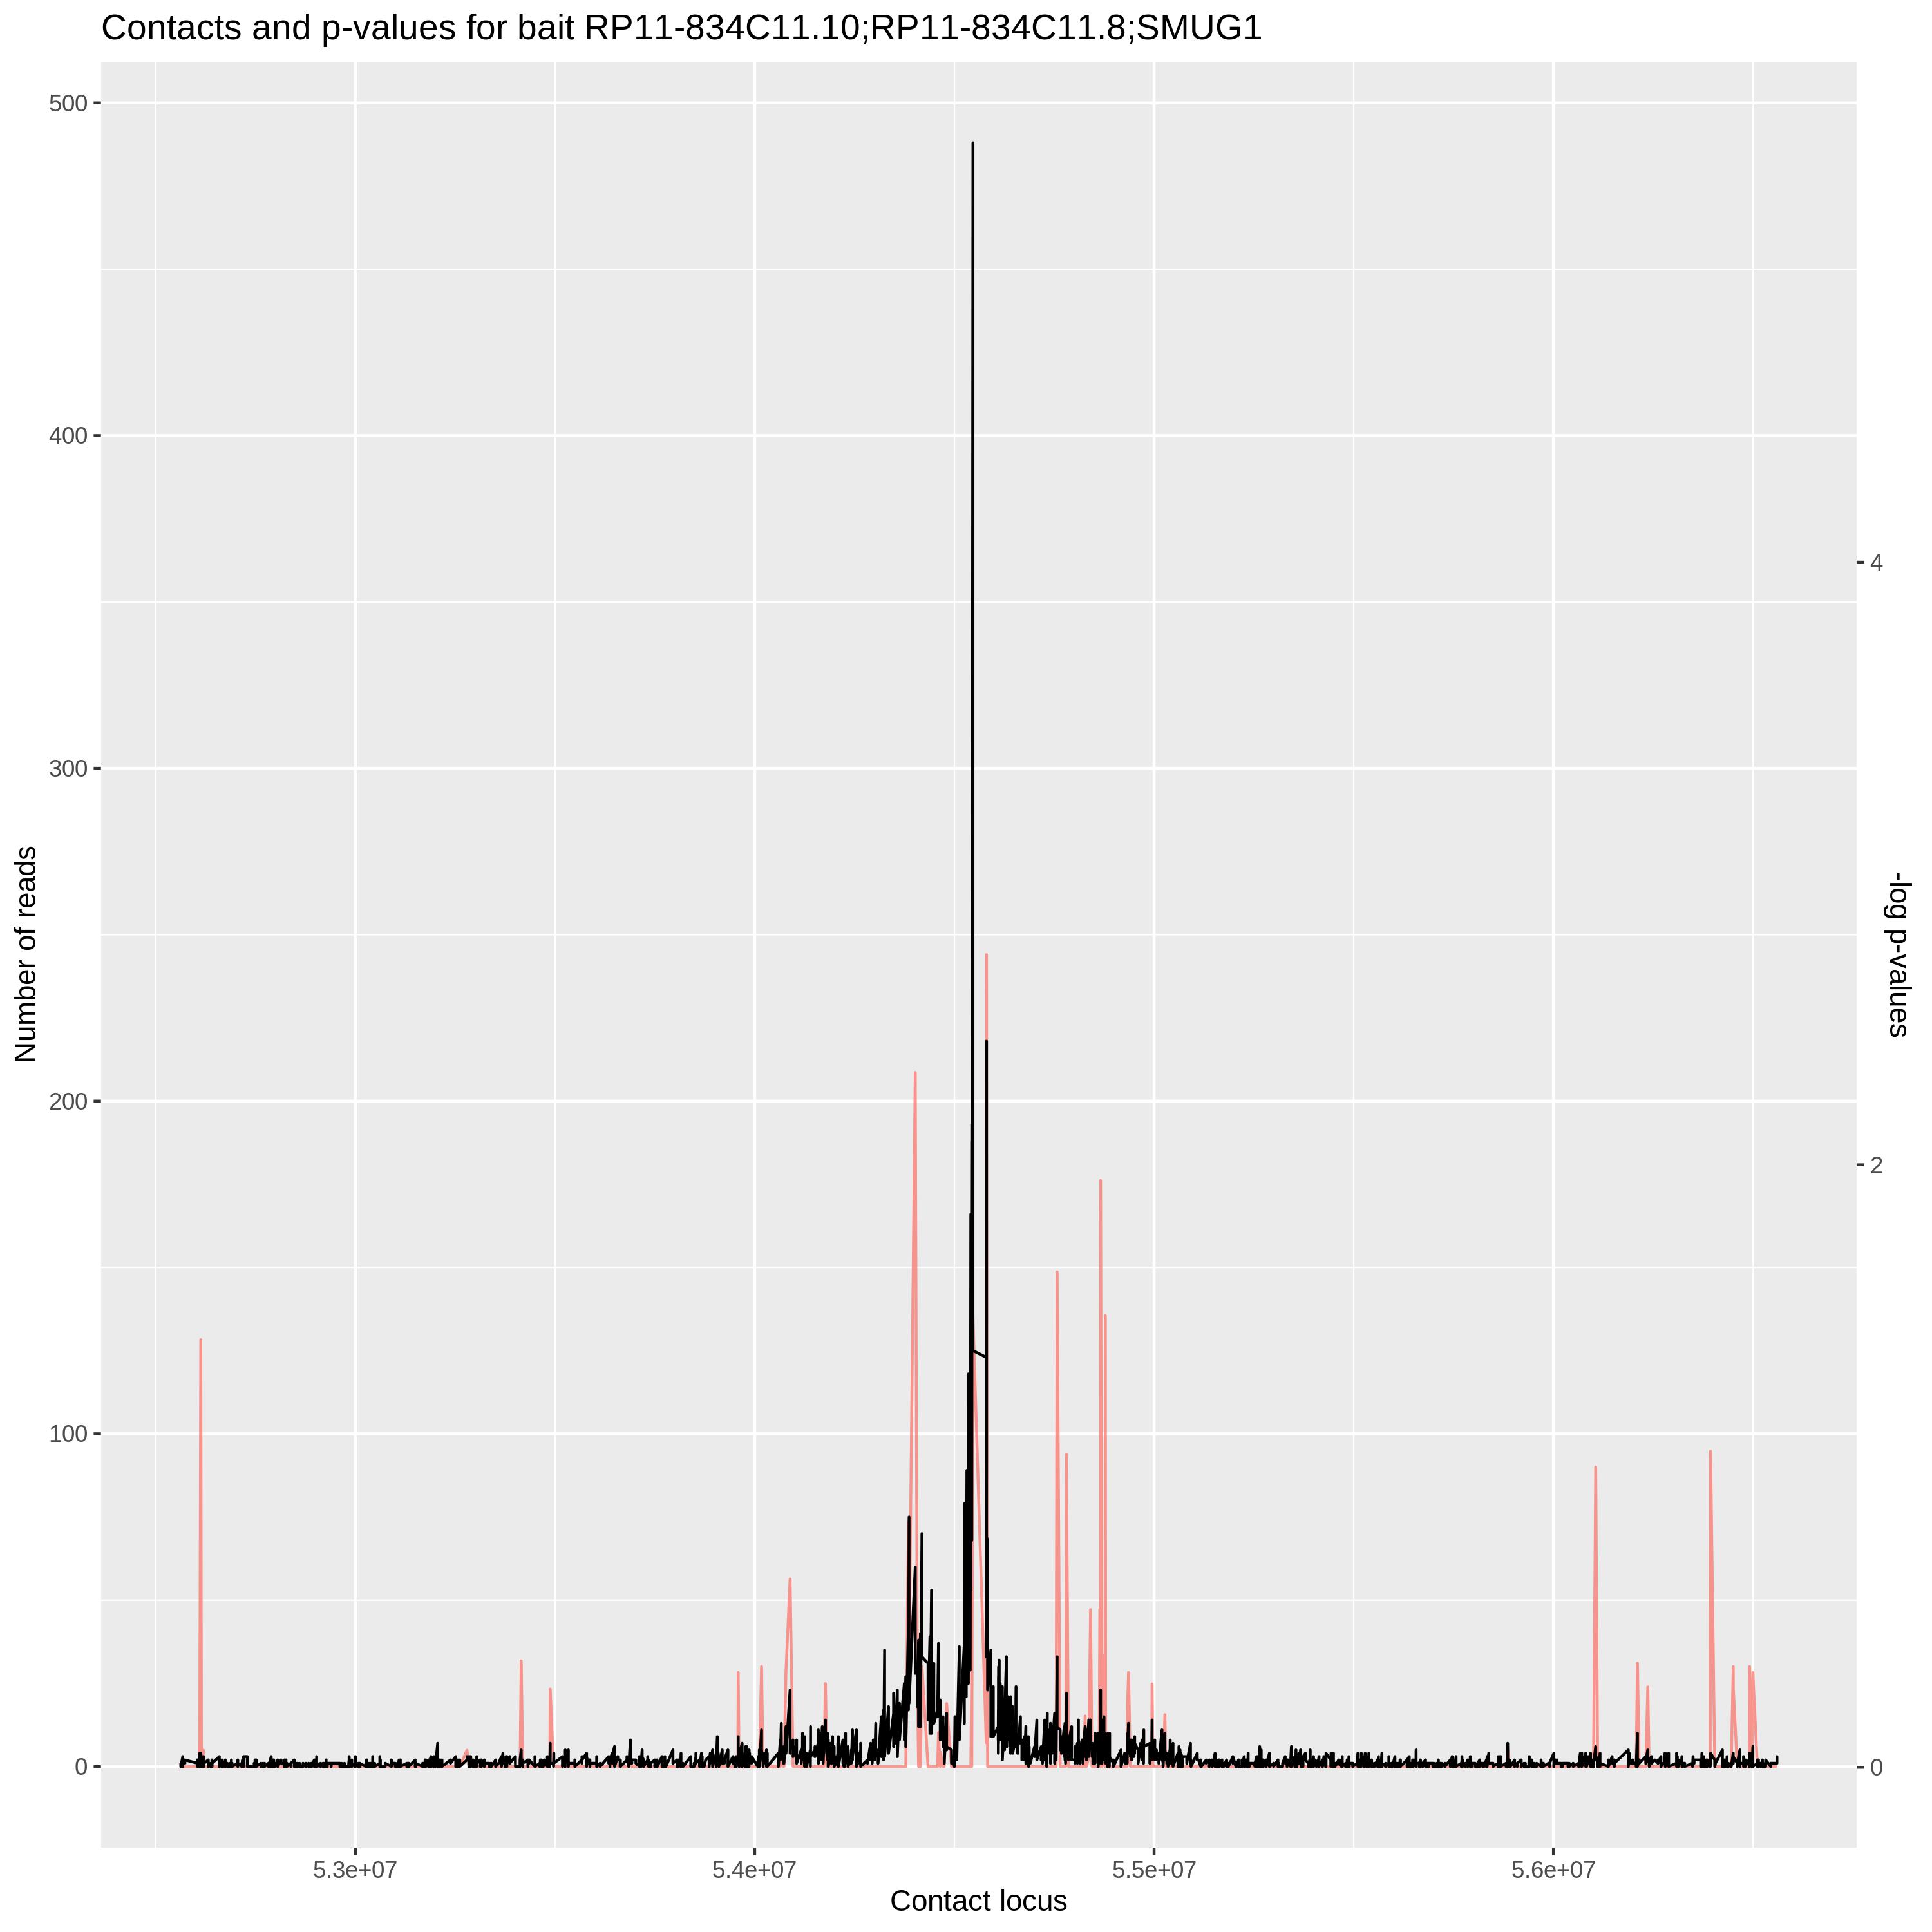 Contacts and p-values for bait RP11-834C11.10;RP11-834C11.8;SMUG1
500
400
300
200
100
0
Number of reads
4
2
0
-log p-values
5.3e+07
5.4e+07
5.5e+07
5.6e+07
Contact locus